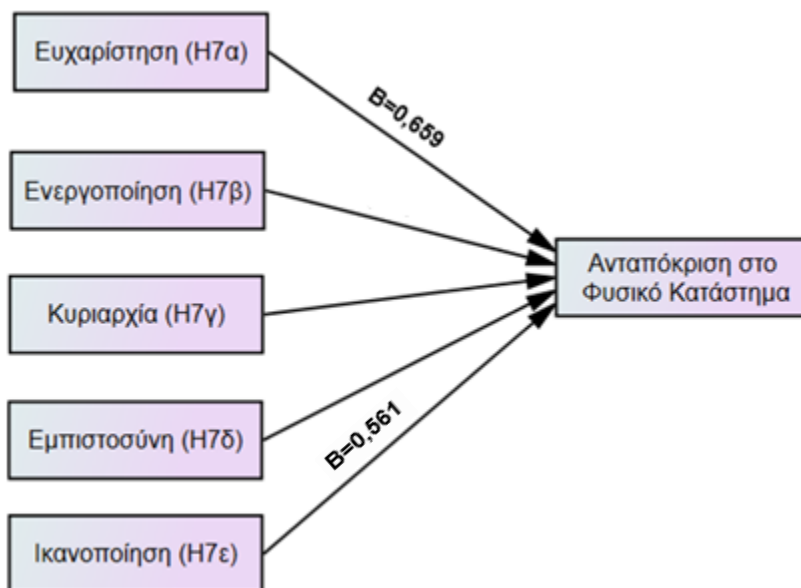 Ευχαρίστηση (Η7α)
Β=0,659
Ενεργοποίηση (Η7β)
Ανταπόκριση στο
Φυσικό Κατάστημα
Κυριαρχία (Η7γ)
Εμπιστοσύνη (Η7δ)
Β=0,561
Ικανοποίηση (Η7ε)